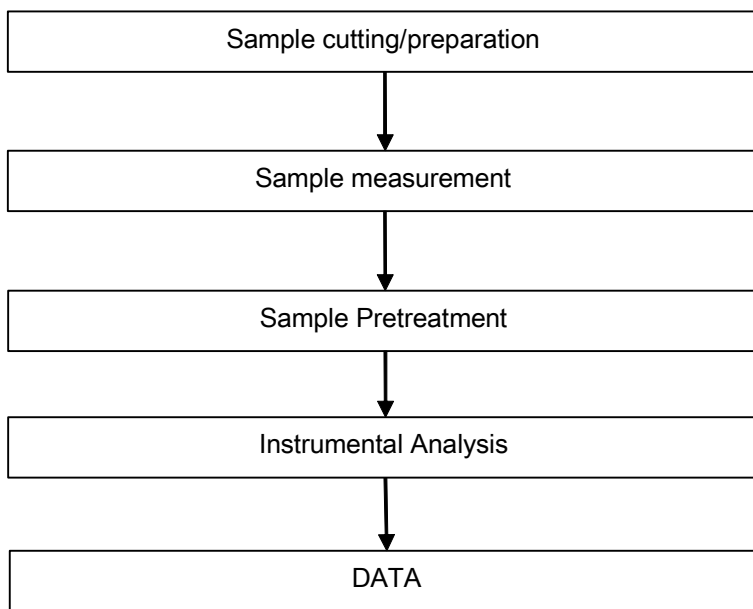 Sample cutting/preparation
Sample measurement
Sample Pretreatment
Instrumental Analysis
DATA